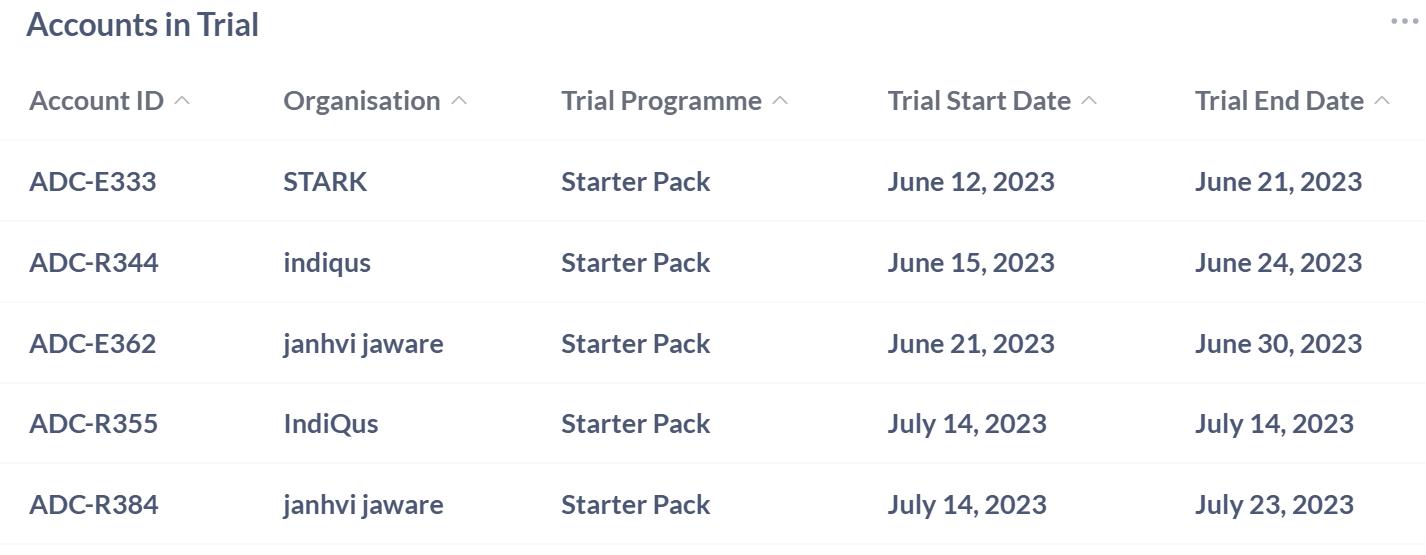 Accounts in Trial
Account ID Organisation Trial Programme Trial Start Date Trial End Date
ADC-E333 STARK Starter Pack June 12, 2023 June 21, 2023
ADC-R344 indiqus Starter Pack June 15, 2023 June 24, 2023
ADC-E362 janhvi jaware Starter Pack June 21, 2023 June 30, 2023
ADC-R355 IndiQus Starter Pack July 14, 2023 July 14, 2023
ADC-R384 janhvi jaware Starter Pack July 14, 2023 July 23, 2023